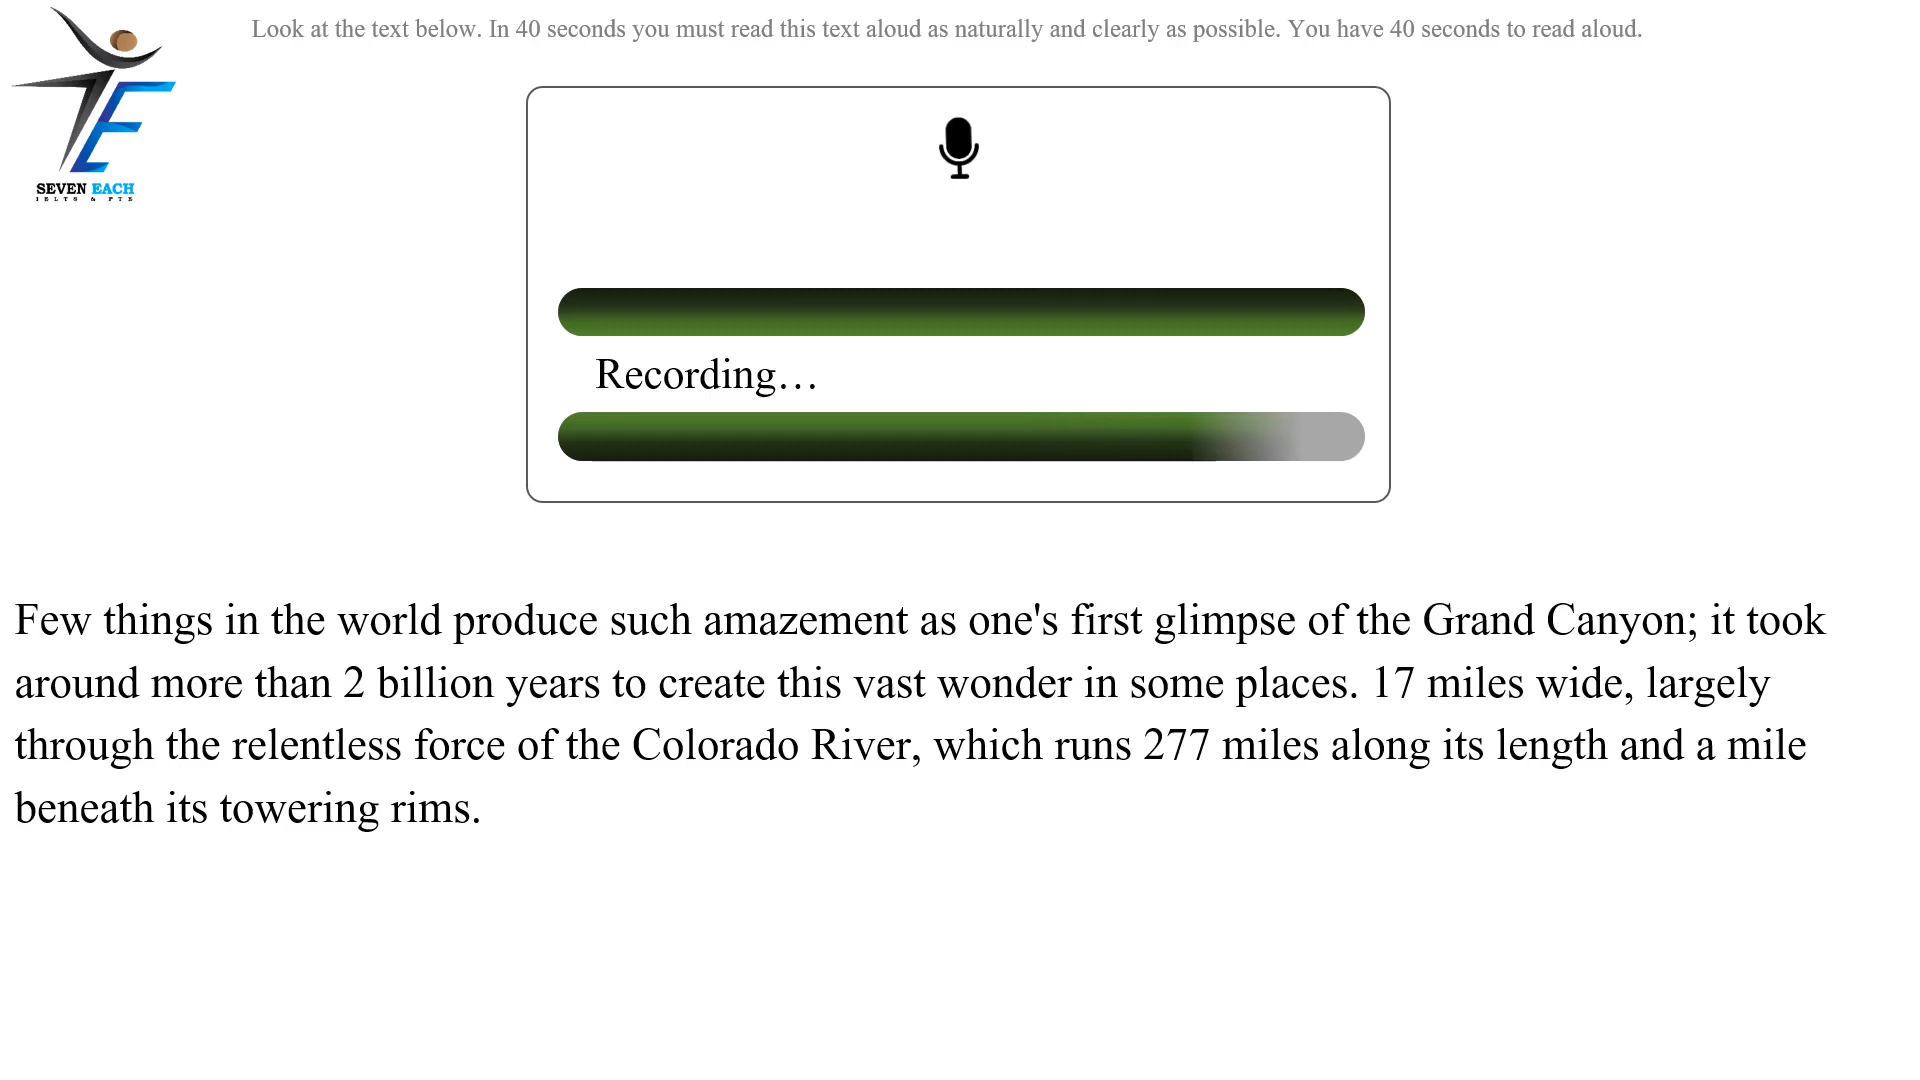 Look at the text below. In 40 seconds you must read this text aloud as naturally and clearly as possible. You have 40 seconds to read aloud.
SEVEN EACH
IELTS & PTE
Recording…
Few things in the world produce such amazement as one's first glimpse of the Grand Canyon; it took
around more than 2 billion years to create this vast wonder in some places. 17 miles wide, largely
through the relentless force of the Colorado River, which runs 277 miles along its length and a mile
beneath its towering rims.